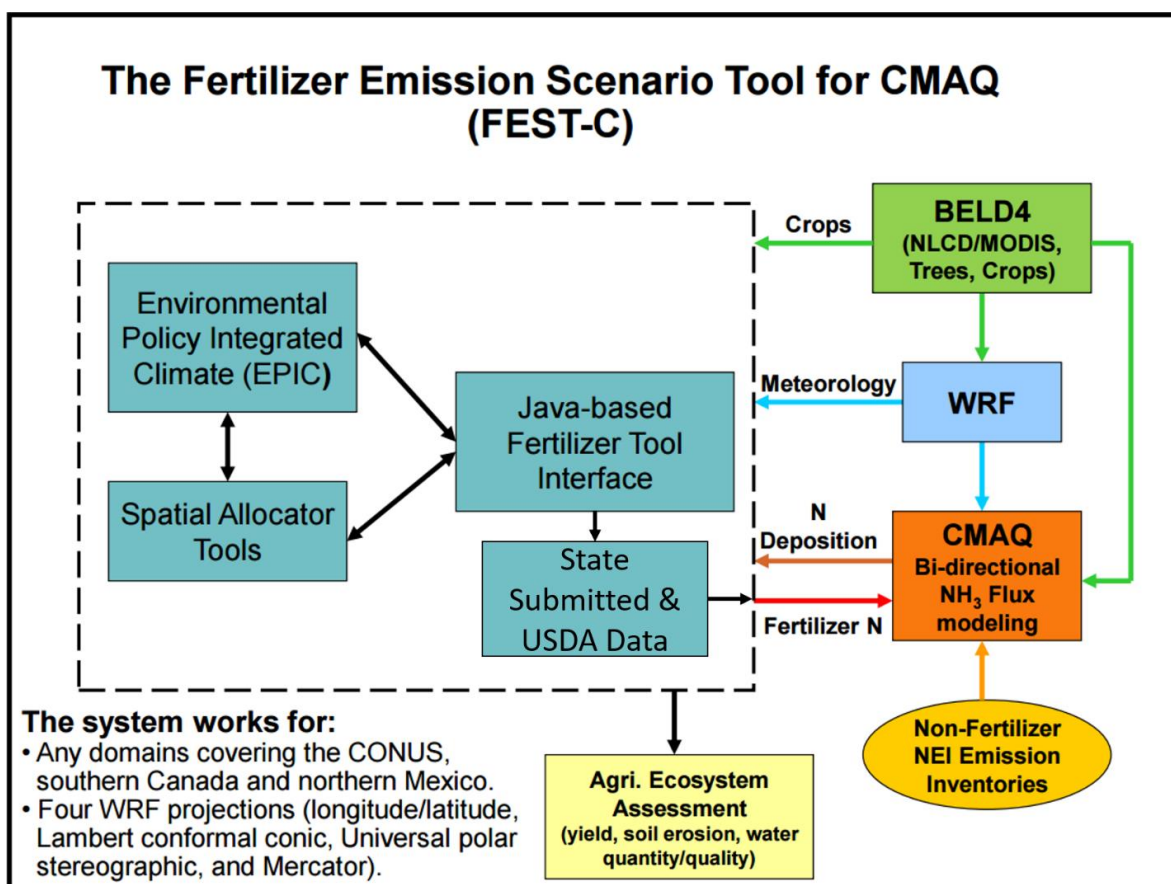 The Fertilizer Emission Scenario Tool for CMAQ
(FEST-C)
Environmental
Policy Integrated
Climate (EPIC)
Spatial Allocator
Tools
Java-based
Fertilizer Tool
Interface
State
Submitted &
USDA Data
Crops
Meteorology
N
Deposition
Fertilizer N
BELD4
(NLCD/MODIS,
Trees, Crops)
WRF
CMAQ
Bi-directional
NH₃ Flux
modeling
Non-Fertilizer
NEI Emission
Inventories
Agri. Ecosystem
Assessment
(yield, soil erosion, water
quantity/quality)
The system works for:
• Any domains covering the CONUS,
southern Canada and northern Mexico.
• Four WRF projections (longitude/latitude,
Lambert conformal conic, Universal polar
stereographic, and Mercator).